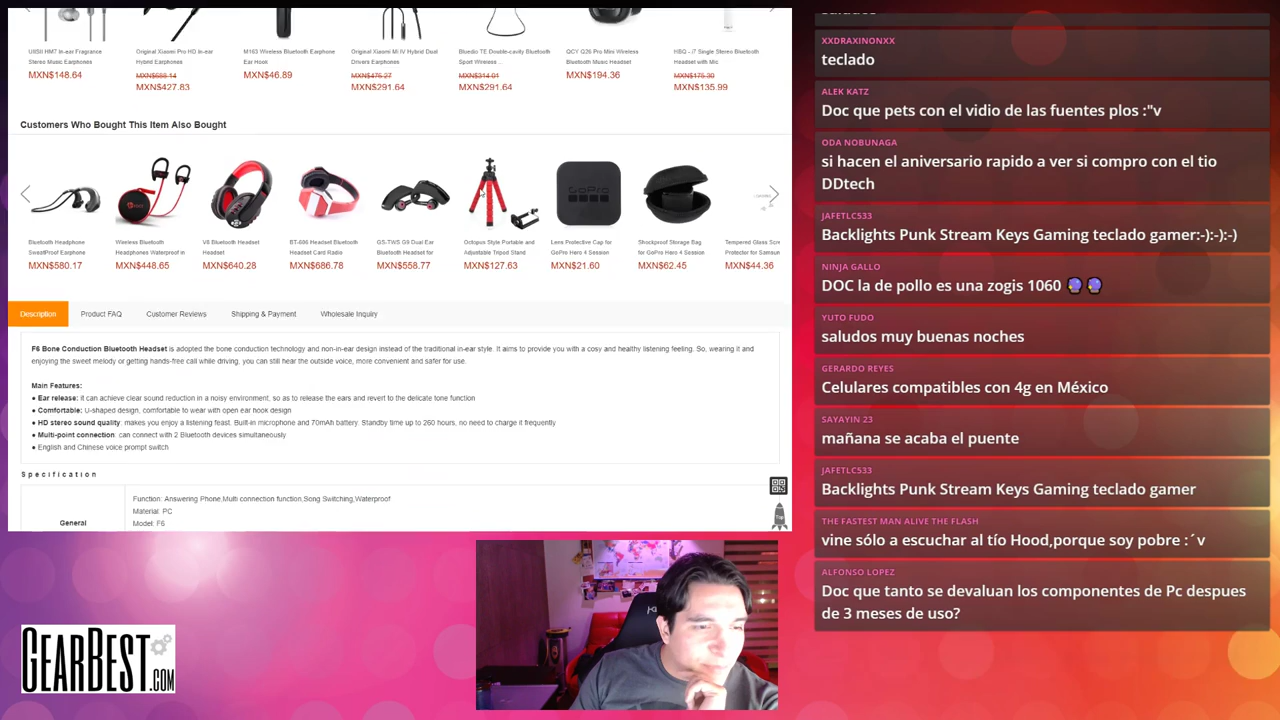 UiiSii HM7 In-ear Fragrance
Stereo Music Earphones
MXN$148.64
Original Xiaomi Pro HD In-ear
Hybrid Earphones
MXN$558.14
MXN$427.83
M163 Wireless Bluetooth Earphone
Ear Hook
MXN$46.89
Original Xiaomi Mi IV Hybrid Dual
Drivers Earphones
MXN$475.27
MXN$291.64
Bluedio TE Double-cavity Bluetooth
Sport Wireless ...
MXN$314.01
MXN$291.64
QCY Q26 Pro Mini Wireless
Bluetooth Music Headset
MXN$194.36
HBQ - i7 Single Stereo Bluetooth
Headset with Mic
MXN$175.30
MXN$135.99
Customers Who Bought This Item Also Bought
GoPro
Bluetooth Headphone
SweatProof Earphone
MXN$580.17
Wireless Bluetooth
Headphones Waterproof in
MXN$448.65
V8 Bluetooth Headset
Headset
MXN$640.28
BT-606 Headset Bluetooth
Headset Card Radio
MXN$686.78
GS-TWS G9 Dual Ear
Bluetooth Headset for
MXN$558.77
Octopus Style Portable and
Adjustable Tripod Stand
MXN$127.63
Lens Protective Cap for
GoPro Hero 4 Session
MXN$21.60
Shockproof Storage Bag
for GoPro Hero 4 Session
MXN$62.45
Tempered Glass Scre
Protector for Samsun
MXN$44.36
Description
Product FAQ
Customer Reviews
Shipping & Payment
Wholesale Inquiry
F6 Bone Conduction Bluetooth Headset is adopted the bone conduction technology and non-in-ear design instead of the traditional in-ear style. It aims to provide you with a cosy and healthy listening feeling. So, wearing it and
enjoying the sweet melody or getting hands-free call while driving, you can still hear the outside voice, more convenient and safer for use.
Main Features:
● Ear release: it can achieve clear sound reduction in a noisy environment, so as to release the ears and revert to the delicate tone function
● Comfortable: U-shaped design, comfortable to wear with open ear hook design
● HD stereo sound quality: makes you enjoy a listening feast. Built-in microphone and 70mAh battery. Standby time up to 260 hours, no need to charge it frequently
● Multi-point connection: can connect with 2 Bluetooth devices simultaneously
● English and Chinese voice prompt switch
Specification
General
Function: Answering Phone,Multi connection function,Song Switching,Waterproof
Material: PC
Model: F6
Top
GEARBEST.COM
XXDRAXINONXX
teclado
ALEK KATZ
Doc que pets con el vidio de las fuentes plos :"v
ODA NOBUNAGA
si hacen el aniversario rapido a ver si compro con el tio
DDtech
JAFETLC533
Backlights Punk Stream Keys Gaming teclado gamer:-):-):-)
NINJA GALLO
DOC la de pollo es una zogis 1060 🔮🔮
YUTO FUDO
saludos muy buenas noches
GERARDO REYES
Celulares compatibles con 4g en México
SAYAYIN 23
mañana se acaba el puente
JAFETLC533
Backlights Punk Stream Keys Gaming teclado gamer
THE FASTEST MAN ALIVE THE FLASH
vine sólo a escuchar al tío Hood,porque soy pobre :´v
ALFONSO LOPEZ
Doc que tanto se devaluan los componentes de Pc despues
de 3 meses de uso?